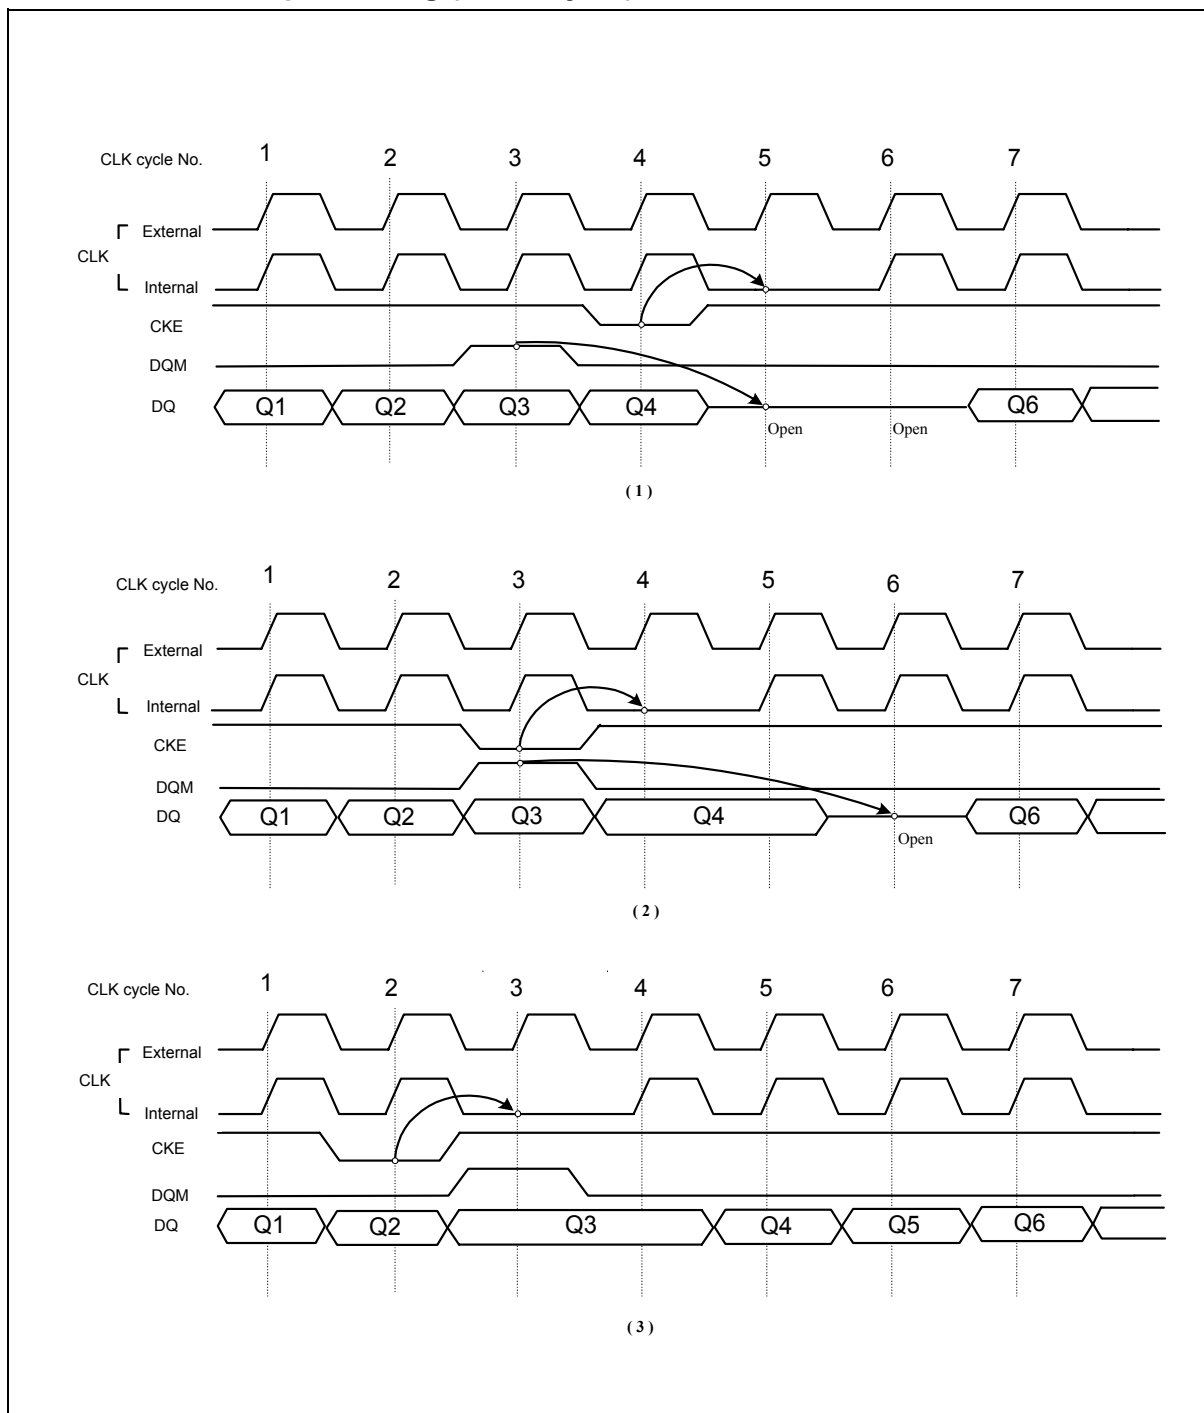 CLK cycle No. 1 2 3 4 5 6 7
External
CLK
Internal
CKE
DQM
DQ Q1 Q2 Q3 Q4 Q6
Open Open
( 1 )
CLK cycle No. 1 2 3 4 5 6 7
External
CLK
Internal
CKE
DQM
DQ Q1 Q2 Q3 Q4 Q6
Open
( 2 )
CLK cycle No. 1 2 3 4 5 6 7
External
CLK
Internal
CKE
DQM
DQ Q1 Q2 Q3 Q4 Q5 Q6
( 3 )